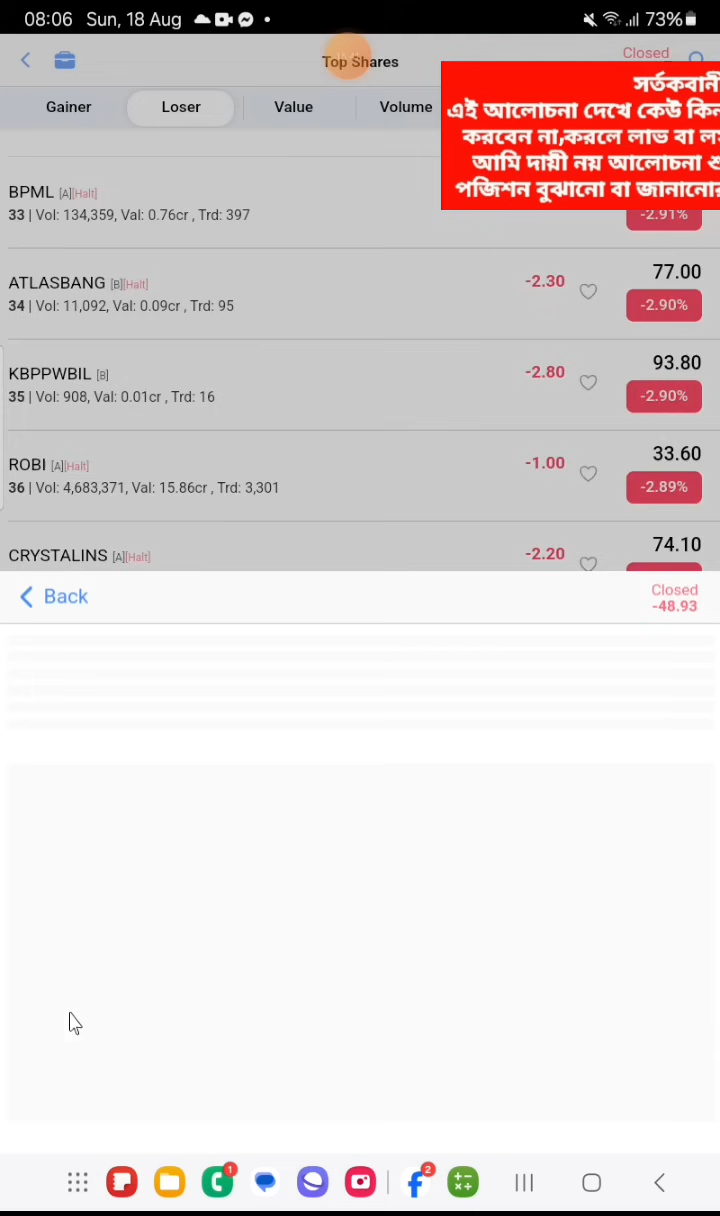 08:06 Sun, 18 Aug
73%
Top Shares
Closed
Gainer
Loser
Value
Volume
সর্তকবানী
এই আলোচনা দেখে কেউ কিন
করবেন না,করলে লাভ বা
আমি দায়ী নয় আলোচনা
পজিশন বুঝানো বা জানানোর
BPML [A][Halt]
33 | Vol: 134,359, Val: 0.76cr , Trd: 397
-2.91%
ATLASBANG [B][Halt]
34 | Vol: 11,092, Val: 0.09cr , Trd: 95
-2.30
77.00
-2.90%
KBPPWBIL [B]
35 | Vol: 908, Val: 0.01cr , Trd: 16
-2.80
93.80
-2.90%
ROBI [A][Halt]
36 | Vol: 4,683,371, Val: 15.86cr , Trd: 3,301
-1.00
33.60
-2.89%
CRYSTALINS [A][Halt]
-2.20
74.10
Back
Closed
-48.93
1
2